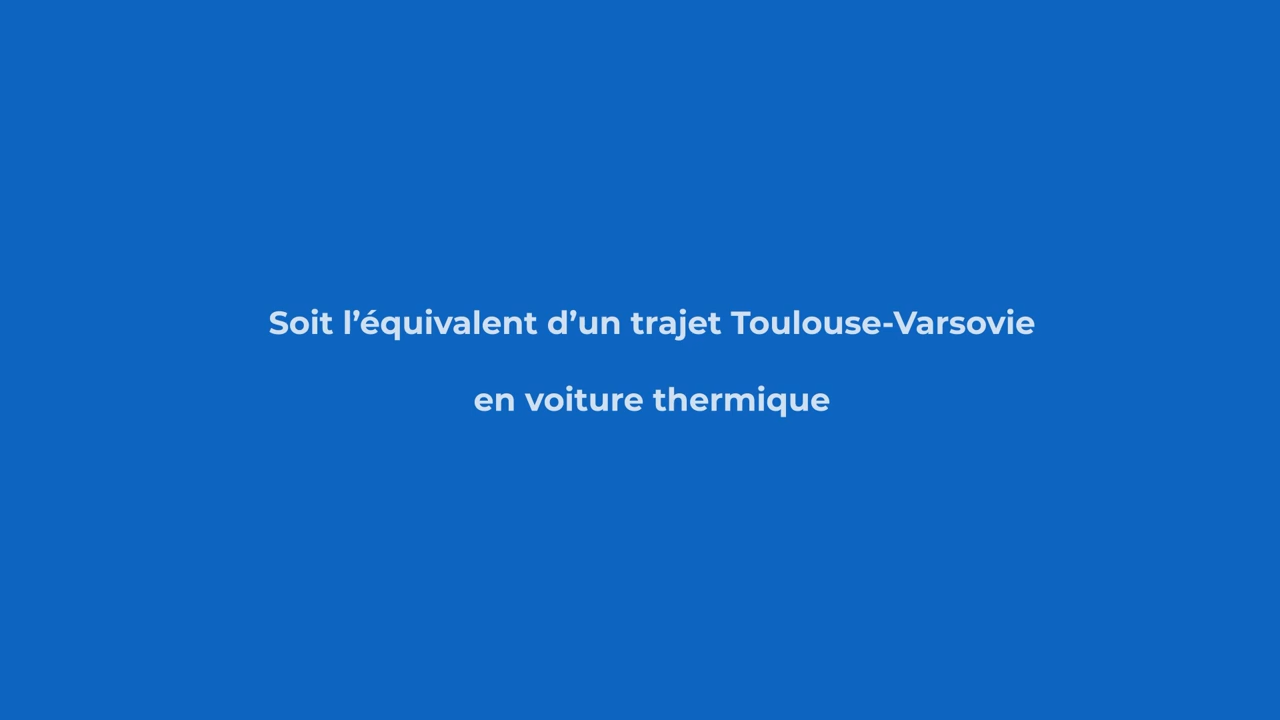 Soit l’équivalent d’un trajet Toulouse-Varsovie
en voiture thermique